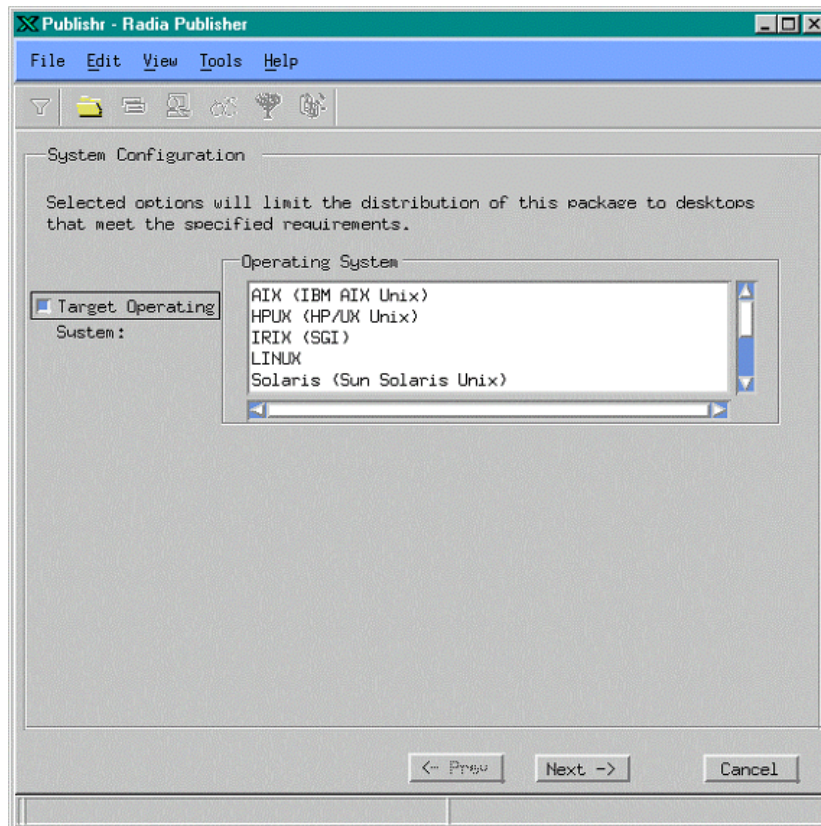 Publishr - Radia Publisher
File Edit View Tools Help
System Configuration
Selected options will limit the distribution of this package to desktops
that meet the specified requirements.
Operating System
Target Operating
System:
AIX (IBM AIX Unix)
HPUX (HP/UX Unix)
IRIX (SGI)
LINUX
Solaris (Sun Solaris Unix)
<- Prev Next -> Cancel